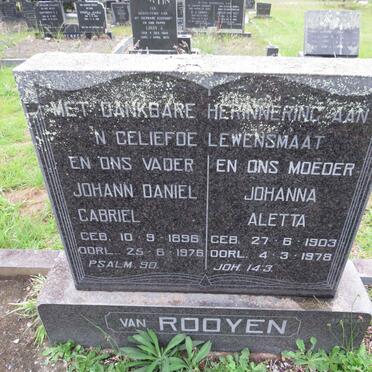 MET DANKBARE HERINNERING AAN
'N GELIEFDE LEWENSMAAT
EN ONS VADER
JOHANN DANIEL
GABRIEL
GEB. 10-9-1896
OORL. 25-6-1976
PSALM. 90.
EN ONS MOEDER
JOHANNA
ALETTA
GEB. 27-6-1903
OORL. 4-3-1978
JOH. 14:3.
VAN ROOYEN